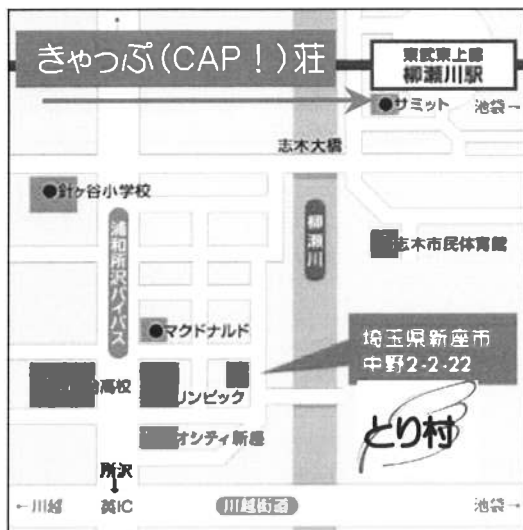 きゃっぷ(CAP！)荘
東武東上線
柳瀬川駅
サミット
池袋→
志木大橋
針ヶ谷小学校
浦和所沢バイパス
柳瀬川
志木市民体育館
マクドナルド
埼玉県新座市
中野2-2-22
高校
リンピック
とり村
オシティ新座
所沢
←川越
英IC
川越街道
池袋→